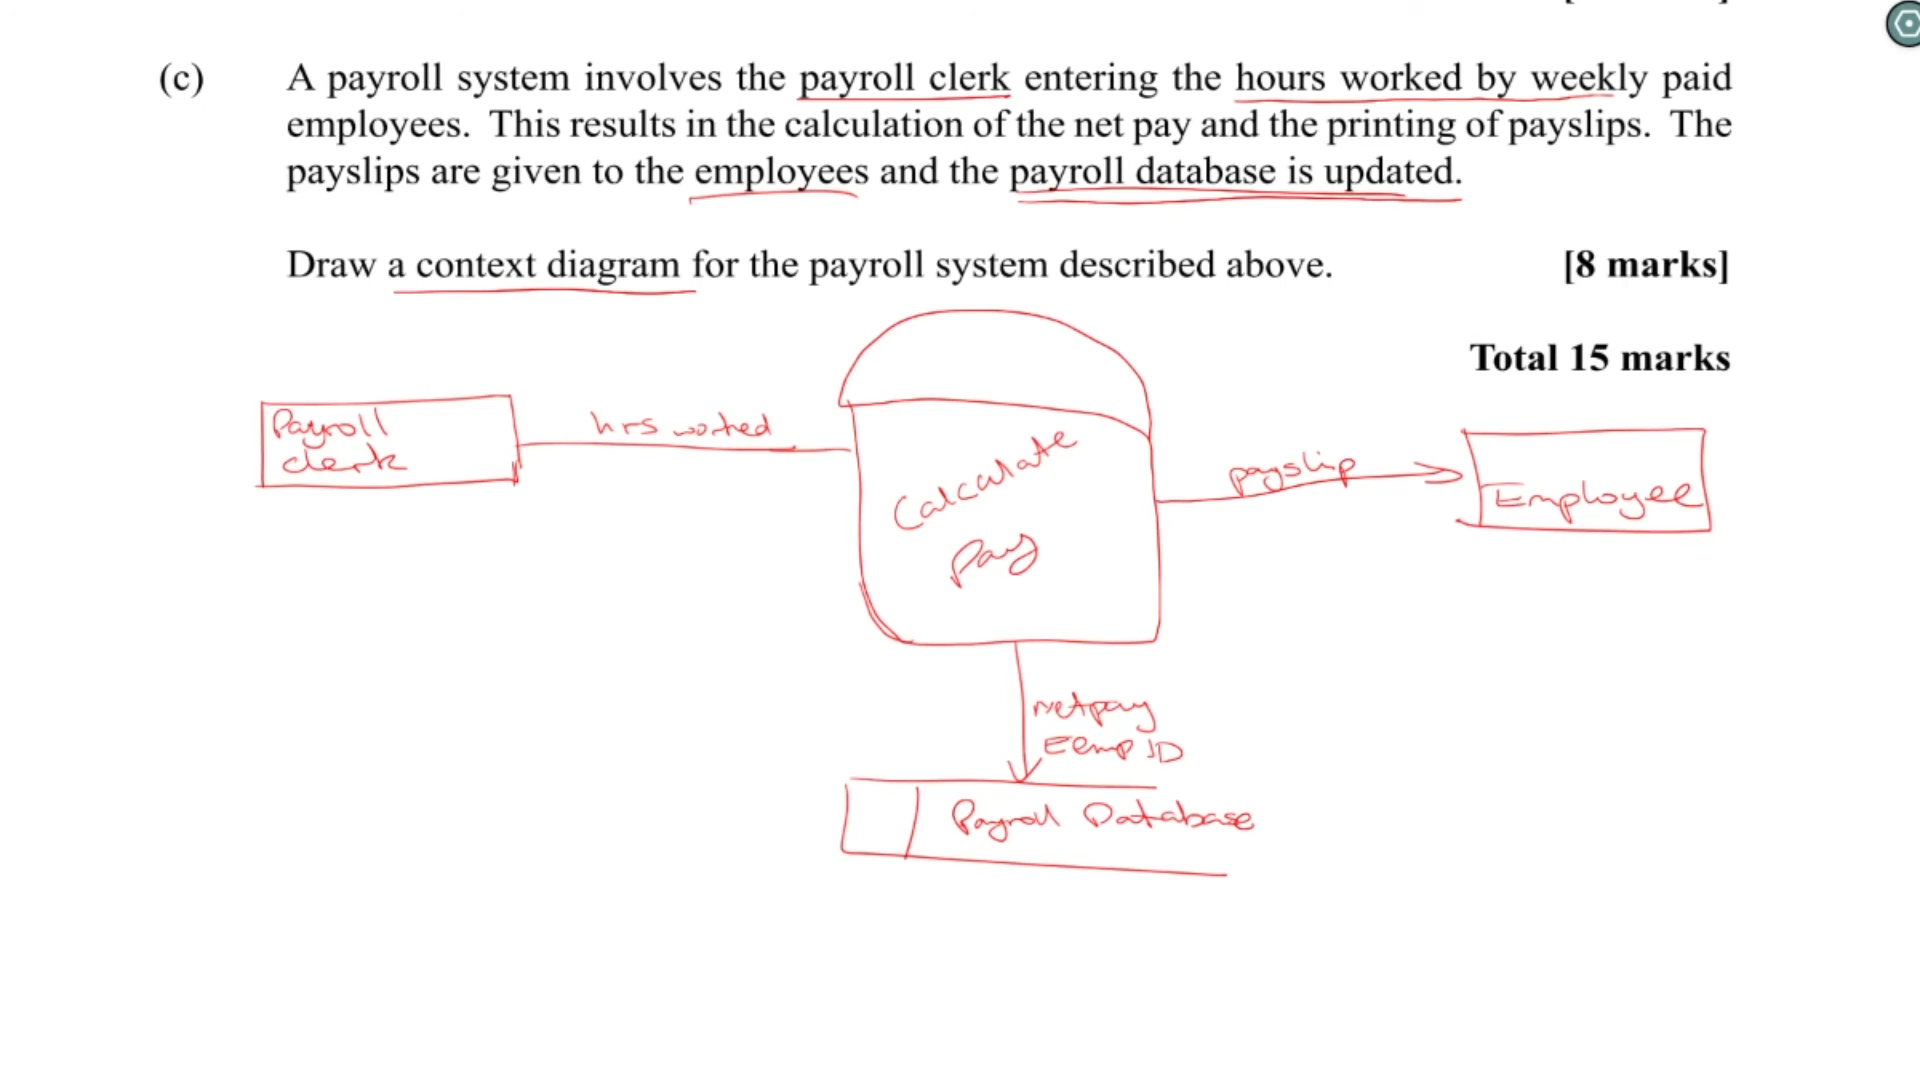 (c) A payroll system involves the payroll clerk entering the hours worked by weekly paid
employees. This results in the calculation of the net pay and the printing of payslips. The
payslips are given to the employees and the payroll database is updated.
Draw a context diagram for the payroll system described above. [8 marks]
Total 15 marks
Payroll
clerk
hrs worked
Calculate
Pay
payslip
Employee
Netpay
Eemp ID
Payroll Database